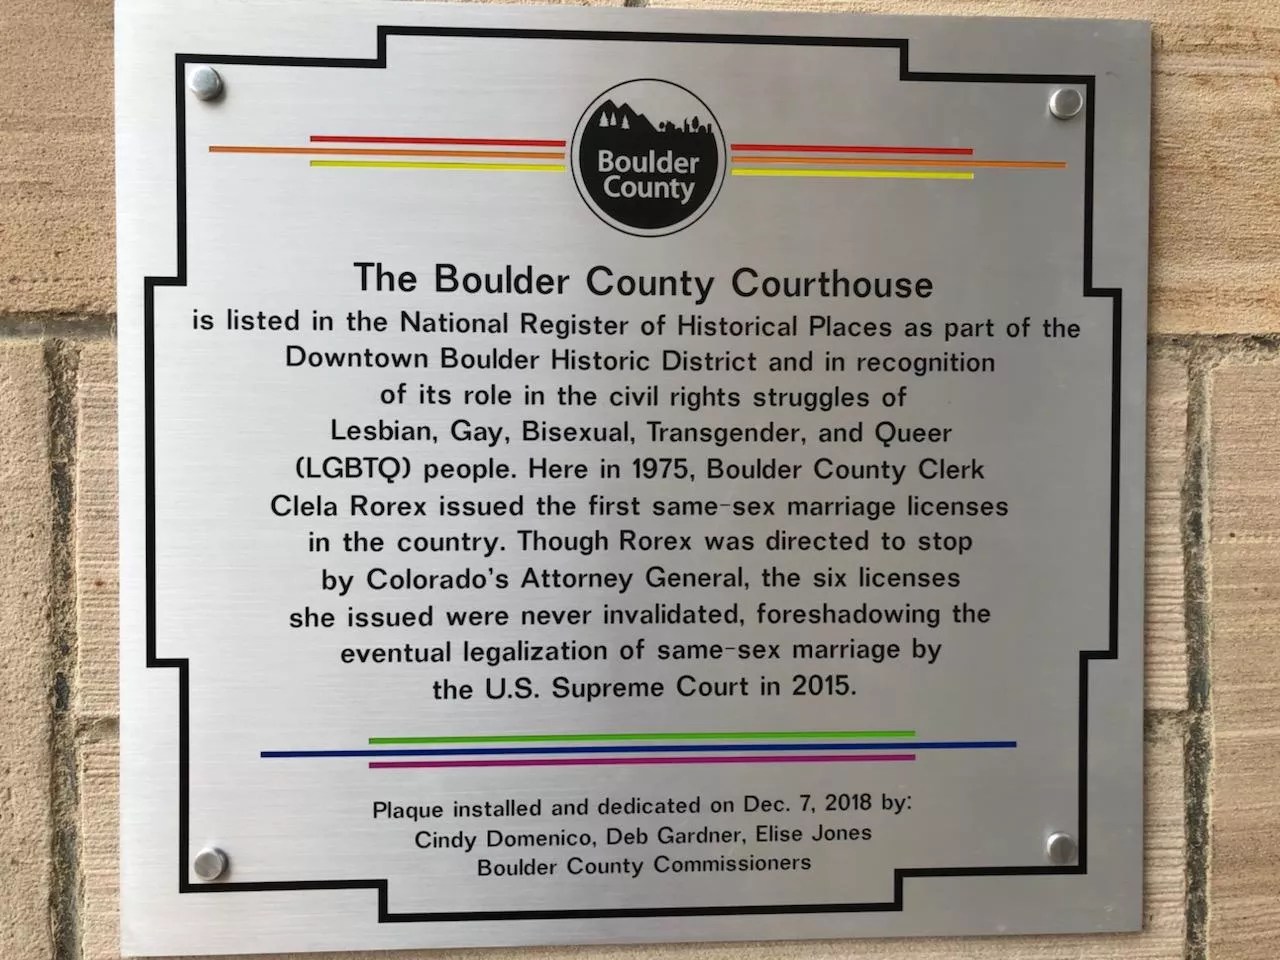 Boulder
County
The Boulder County Courthouse
is listed in the National Register of Historical Places as part of the
Downtown Boulder Historic District and in recognition
of its role in the civil rights struggles of
Lesbian, Gay, Bisexual, Transgender, and Queer
(LGBTQ) people. Here in 1975, Boulder County Clerk
Clela Rorex issued the first same-sex marriage licenses
in the country. Though Rorex was directed to stop
by Colorado's Attorney General, the six licenses
she issued were never invalidated, foreshadowing the
eventual legalization of same-sex marriage by
the U.S. Supreme Court in 2015.
Plaque installed and dedicated on Dec. 7, 2018 by:
Cindy Domenico, Deb Gardner, Elise Jones
Boulder County Commissioners